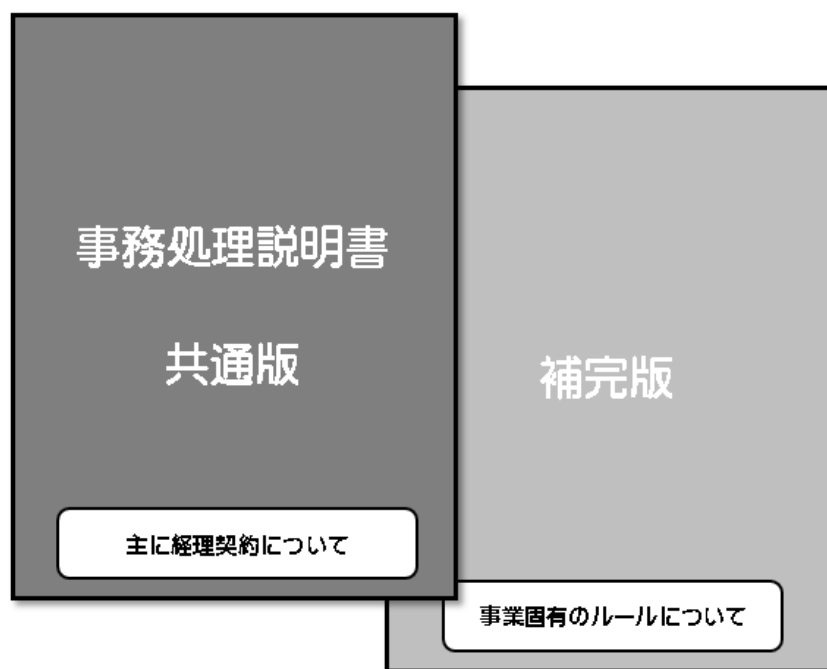 事務処理説明書
共通版
主に経理契約について
補完版
事業固有のルールについて